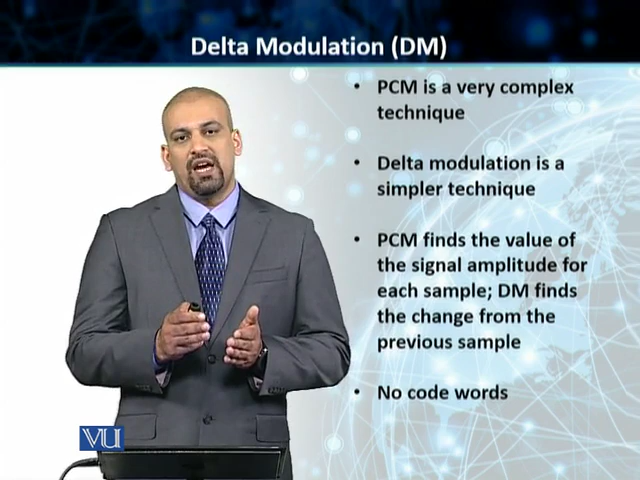 Delta Modulation (DM)
• PCM is a very complex
technique
• Delta modulation is a
simpler technique
• PCM finds the value of
the signal amplitude for
each sample; DM finds
the change from the
previous sample
• No code words
VU